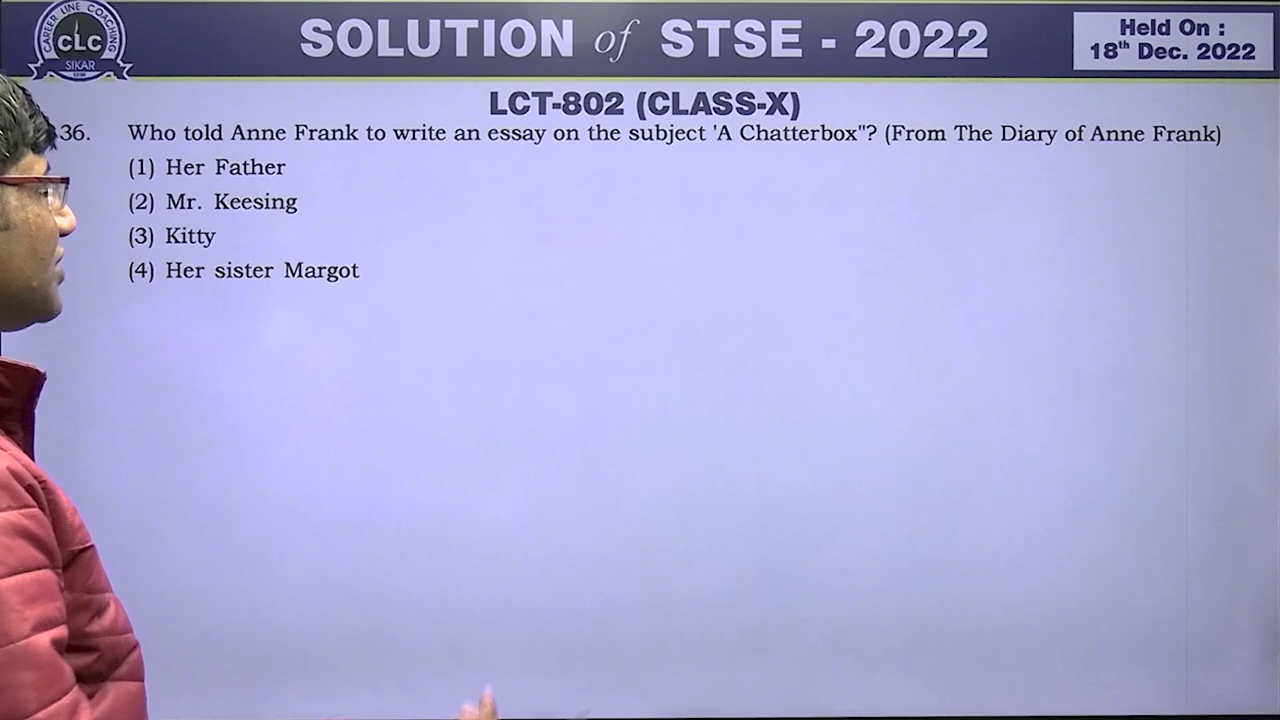 CAREER LINE COACHING
CLC
SIKAR
SOLUTION of STSE - 2022
Held On :
18th Dec. 2022
LCT-802 (CLASS-X)
36. Who told Anne Frank to write an essay on the subject 'A Chatterbox"? (From The Diary of Anne Frank)
(1) Her Father
(2) Mr. Keesing
(3) Kitty
(4) Her sister Margot